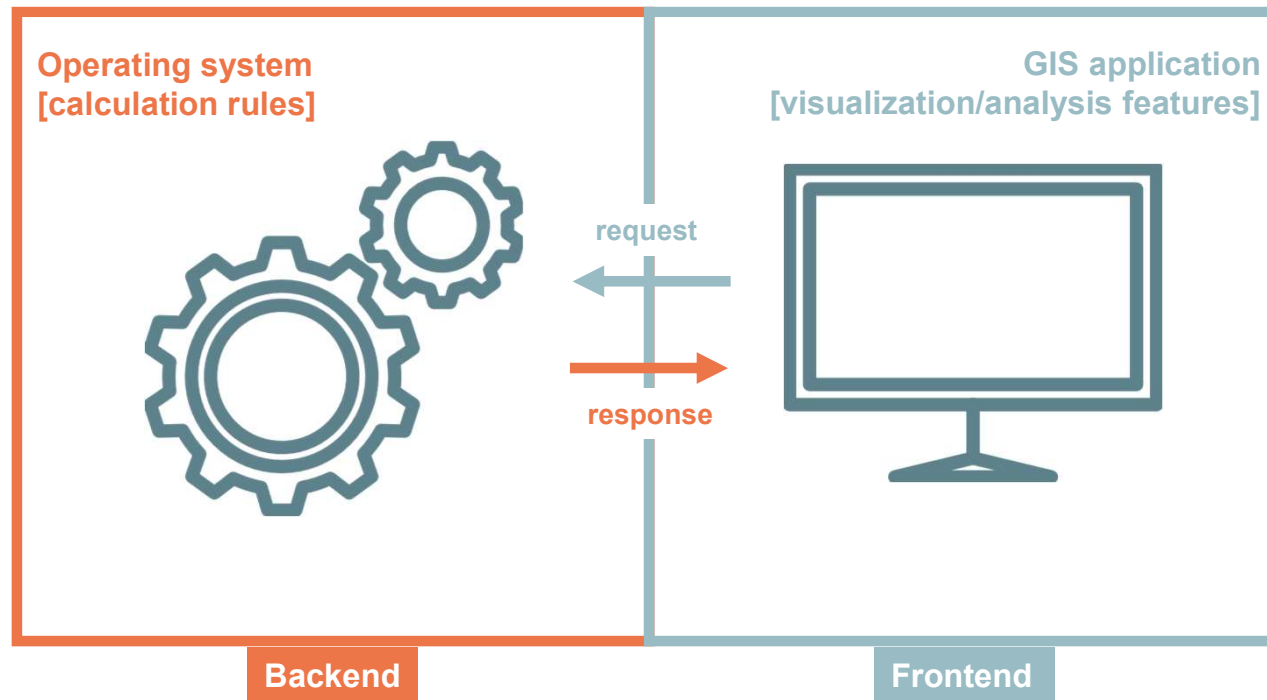 Operating system
[calculation rules]
GIS application
[visualization/analysis features]
request
response
Backend
Frontend